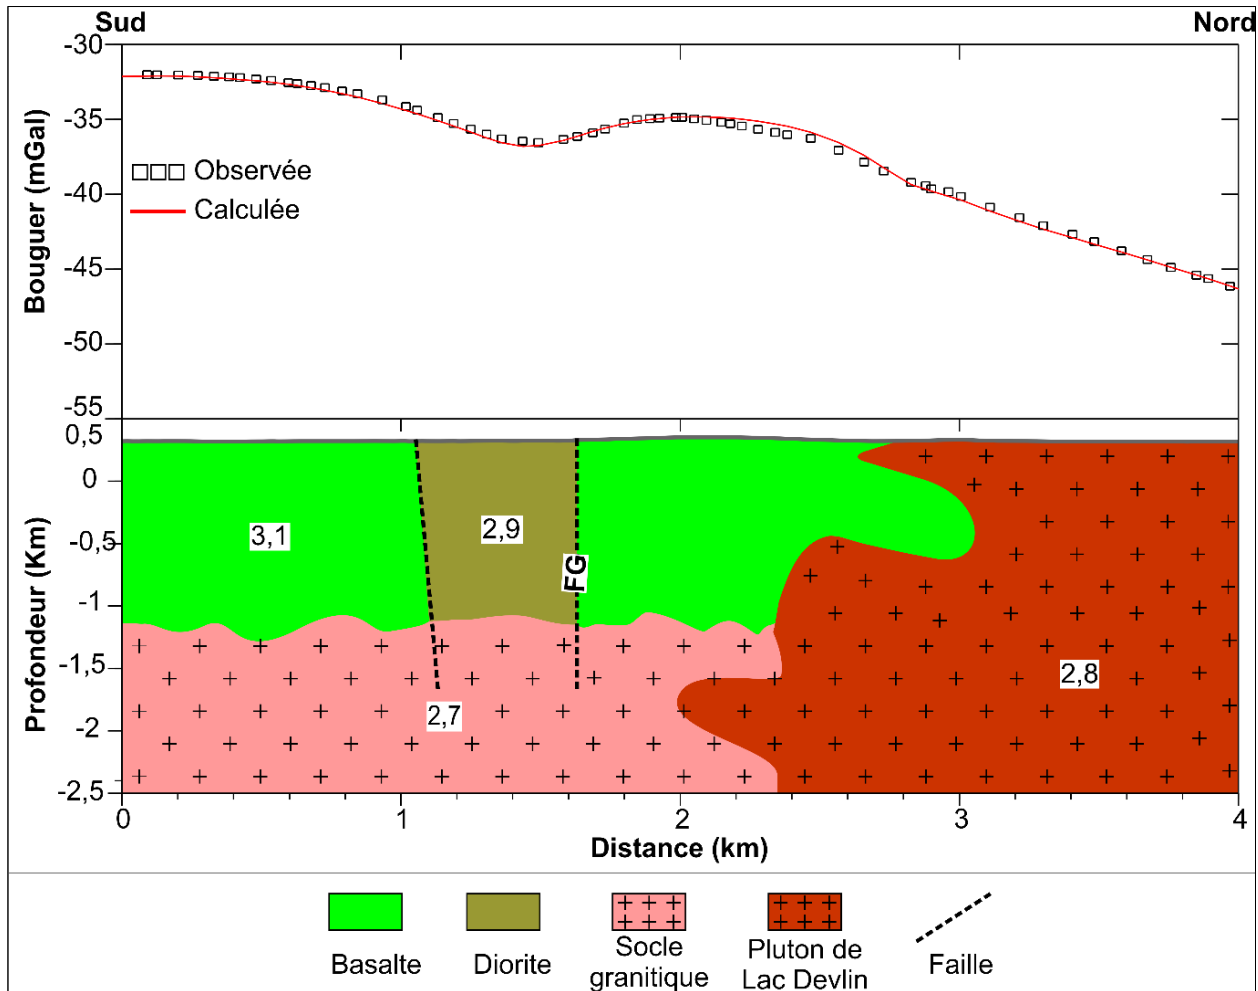 Sud Nord
-30
-35
-40
-45
-50
-55
Bouguer (mGal)
Observée
Calculée
0,5
0
-0,5
-1
-1,5
-2
-2,5
Profondeur (Km)
3,1
2,9
FG
2,7
2,8
0 1 2 3 4
Distance (km)
Basalte
Diorite
Socle
granitique
Pluton de
Lac Devlin
Faille